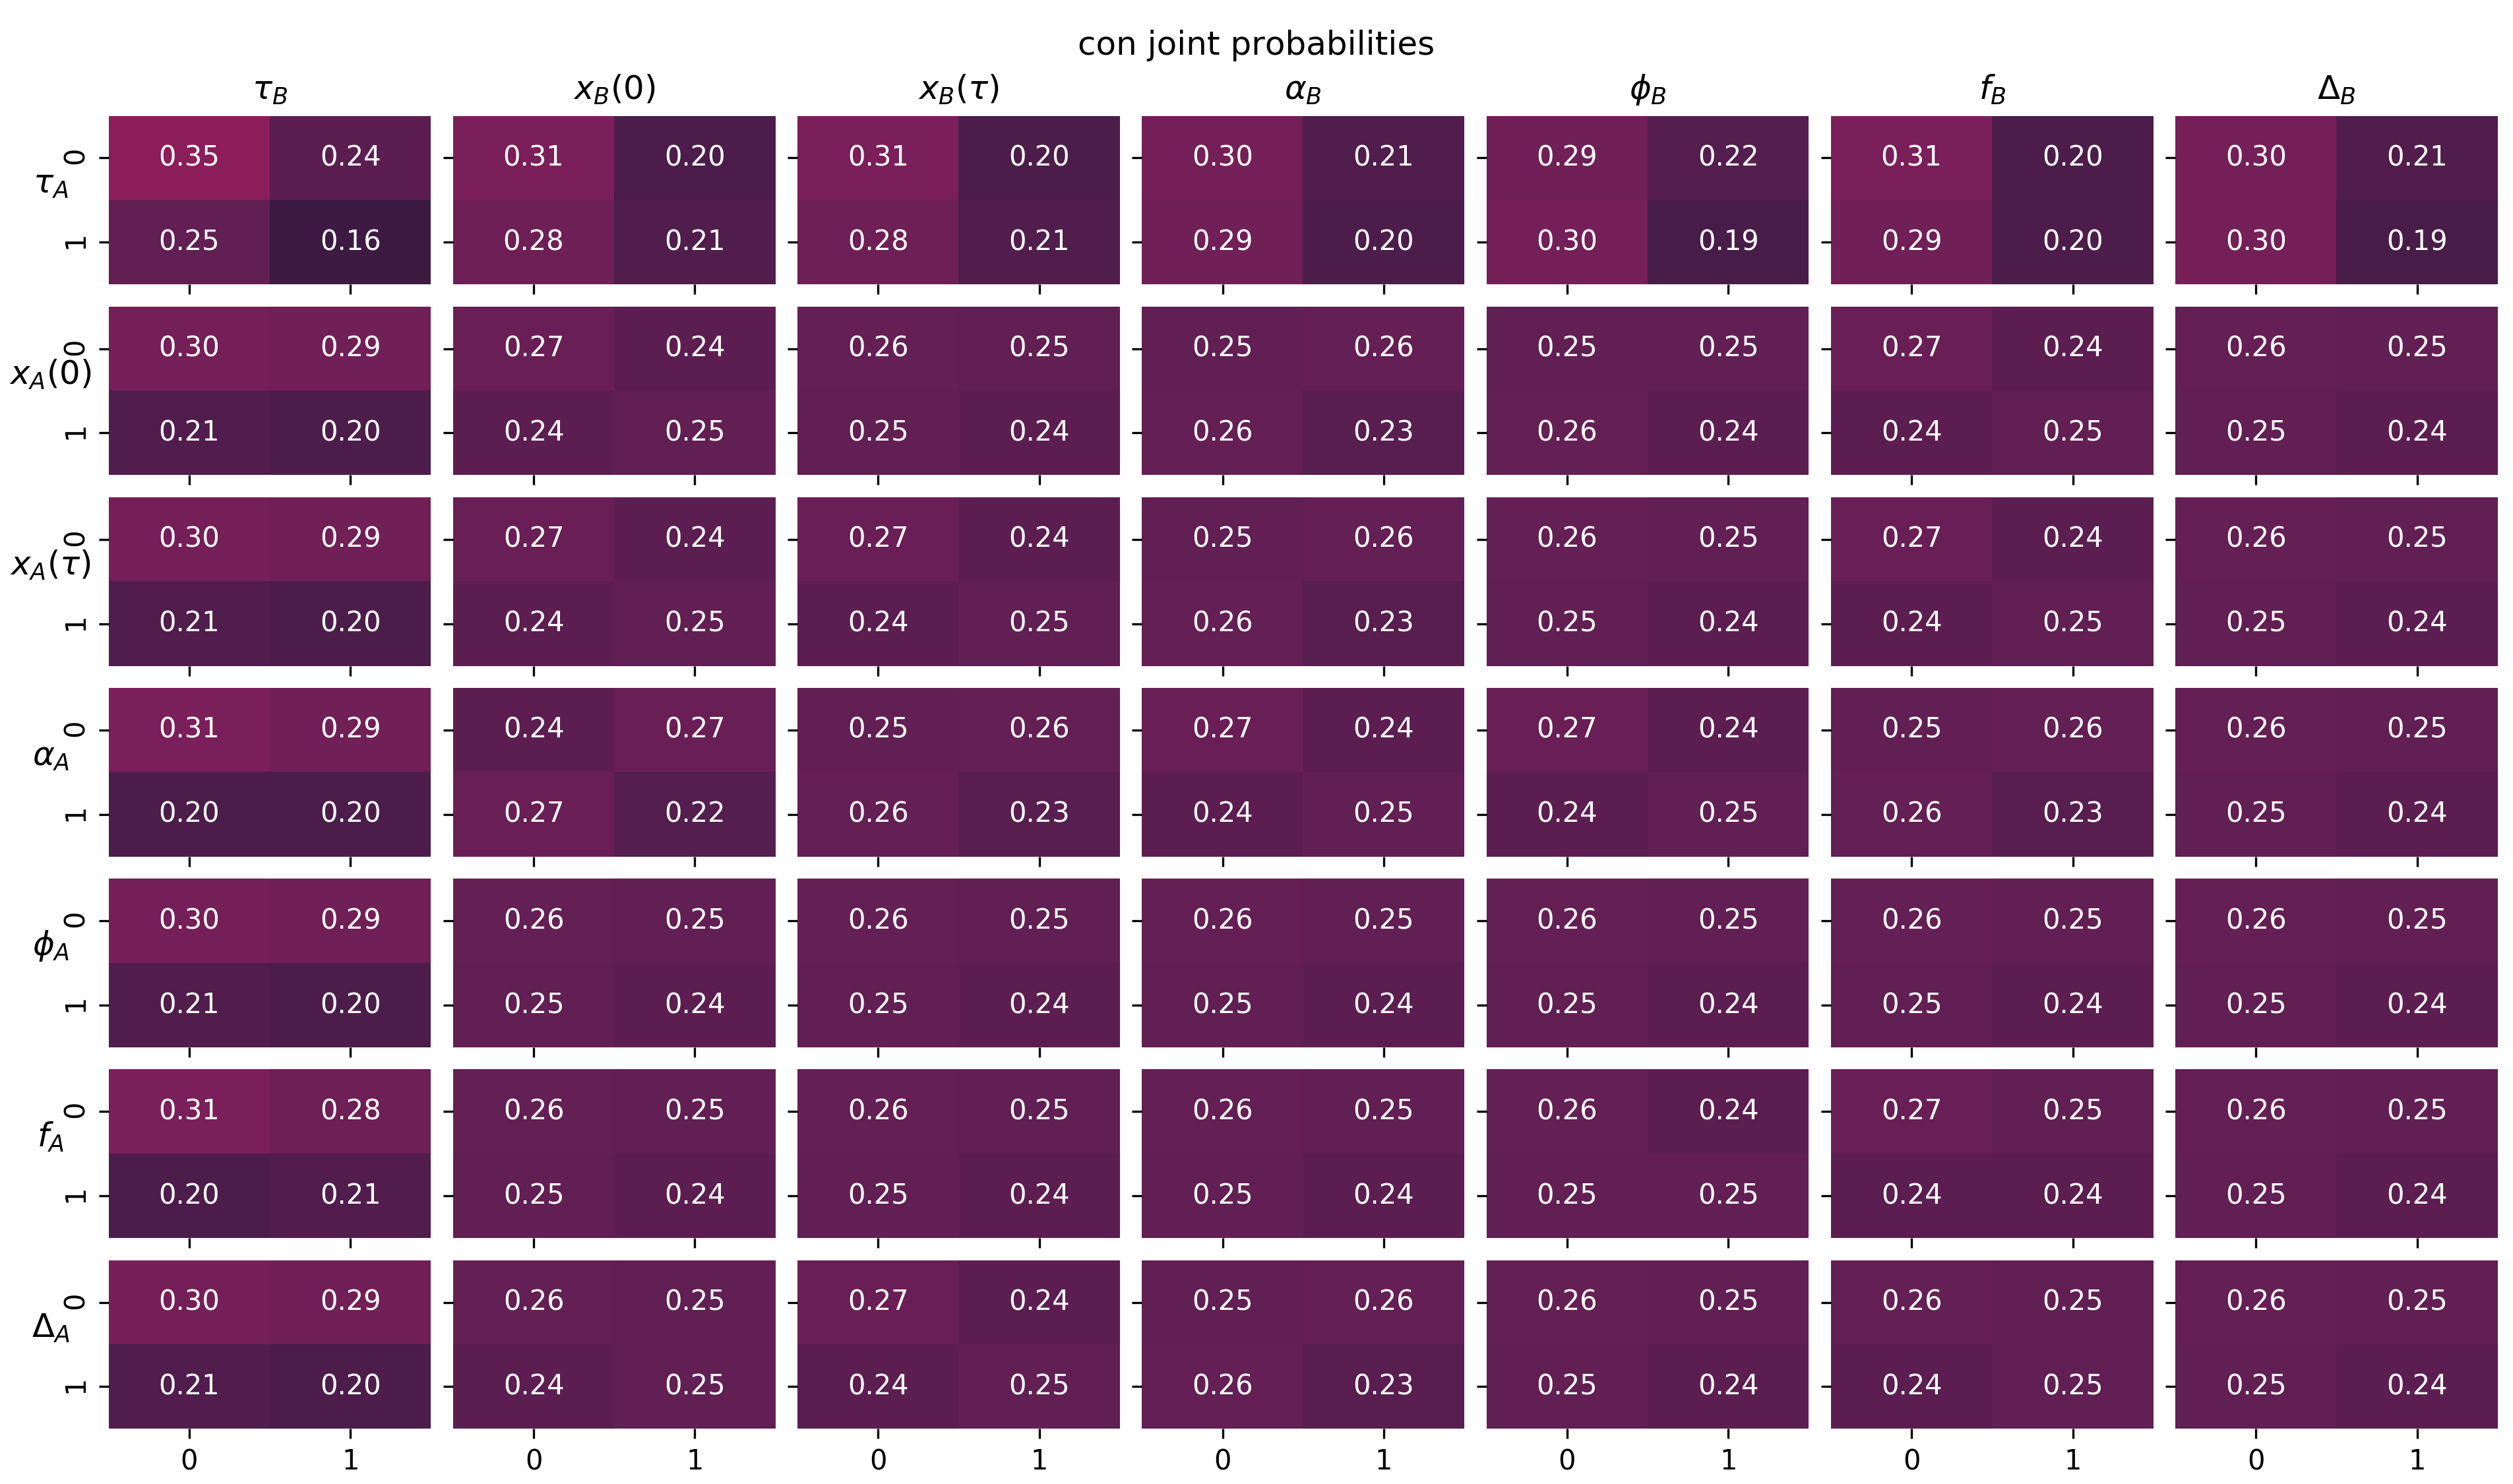 con joint probabilities
τ_B x_B(0) x_B(τ) α_B ϕ_B f_B Δ_B
τ_A
0 0.35 0.24 0.31 0.20 0.31 0.20 0.30 0.21 0.29 0.22 0.31 0.20 0.30 0.21
1 0.25 0.16 0.28 0.21 0.28 0.21 0.29 0.20 0.30 0.19 0.29 0.20 0.30 0.19
x_A(0)
0 0.30 0.29 0.27 0.24 0.26 0.25 0.25 0.26 0.25 0.25 0.27 0.24 0.26 0.25
1 0.21 0.20 0.24 0.25 0.25 0.24 0.26 0.23 0.26 0.24 0.24 0.25 0.25 0.24
x_A(τ)
0 0.30 0.29 0.27 0.24 0.27 0.24 0.25 0.26 0.26 0.25 0.27 0.24 0.26 0.25
1 0.21 0.20 0.24 0.25 0.24 0.25 0.26 0.23 0.25 0.24 0.24 0.25 0.25 0.24
α_A
0 0.31 0.29 0.24 0.27 0.25 0.26 0.27 0.24 0.27 0.24 0.25 0.26 0.26 0.25
1 0.20 0.20 0.27 0.22 0.26 0.23 0.24 0.25 0.24 0.25 0.26 0.23 0.25 0.24
ϕ_A
0 0.30 0.29 0.26 0.25 0.26 0.25 0.26 0.25 0.26 0.25 0.26 0.25 0.26 0.25
1 0.21 0.20 0.25 0.24 0.25 0.24 0.25 0.24 0.25 0.24 0.25 0.24 0.25 0.24
f_A
0 0.31 0.28 0.26 0.25 0.26 0.25 0.26 0.25 0.26 0.24 0.27 0.25 0.26 0.25
1 0.20 0.21 0.25 0.24 0.25 0.24 0.25 0.24 0.25 0.25 0.24 0.24 0.25 0.24
Δ_A
0 0.30 0.29 0.26 0.25 0.27 0.24 0.25 0.26 0.26 0.25 0.26 0.25 0.26 0.25
1 0.21 0.20 0.24 0.25 0.24 0.25 0.26 0.23 0.25 0.24 0.24 0.25 0.25 0.24
0 1 0 1 0 1 0 1 0 1 0 1 0 1